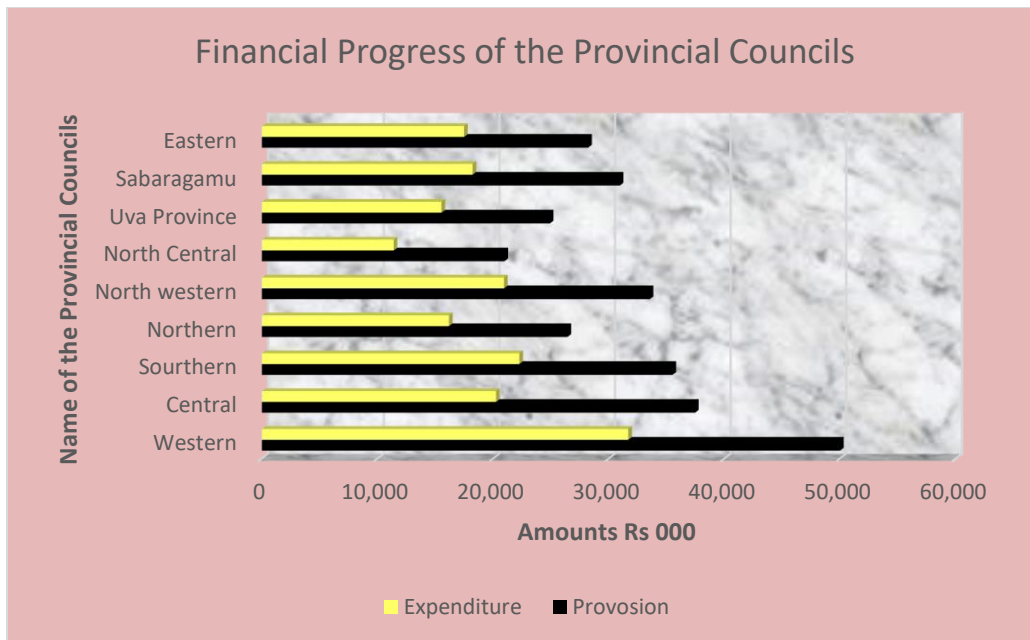 Financial Progress of the Provincial Councils
Name of the Provincial Councils
Eastern
Sabaragamu
Uva Province
North Central
North western
Northern
Sourthern
Central
Western
0 10,000 20,000 30,000 40,000 50,000 60,000
Amounts Rs 000
Expenditure Provosion